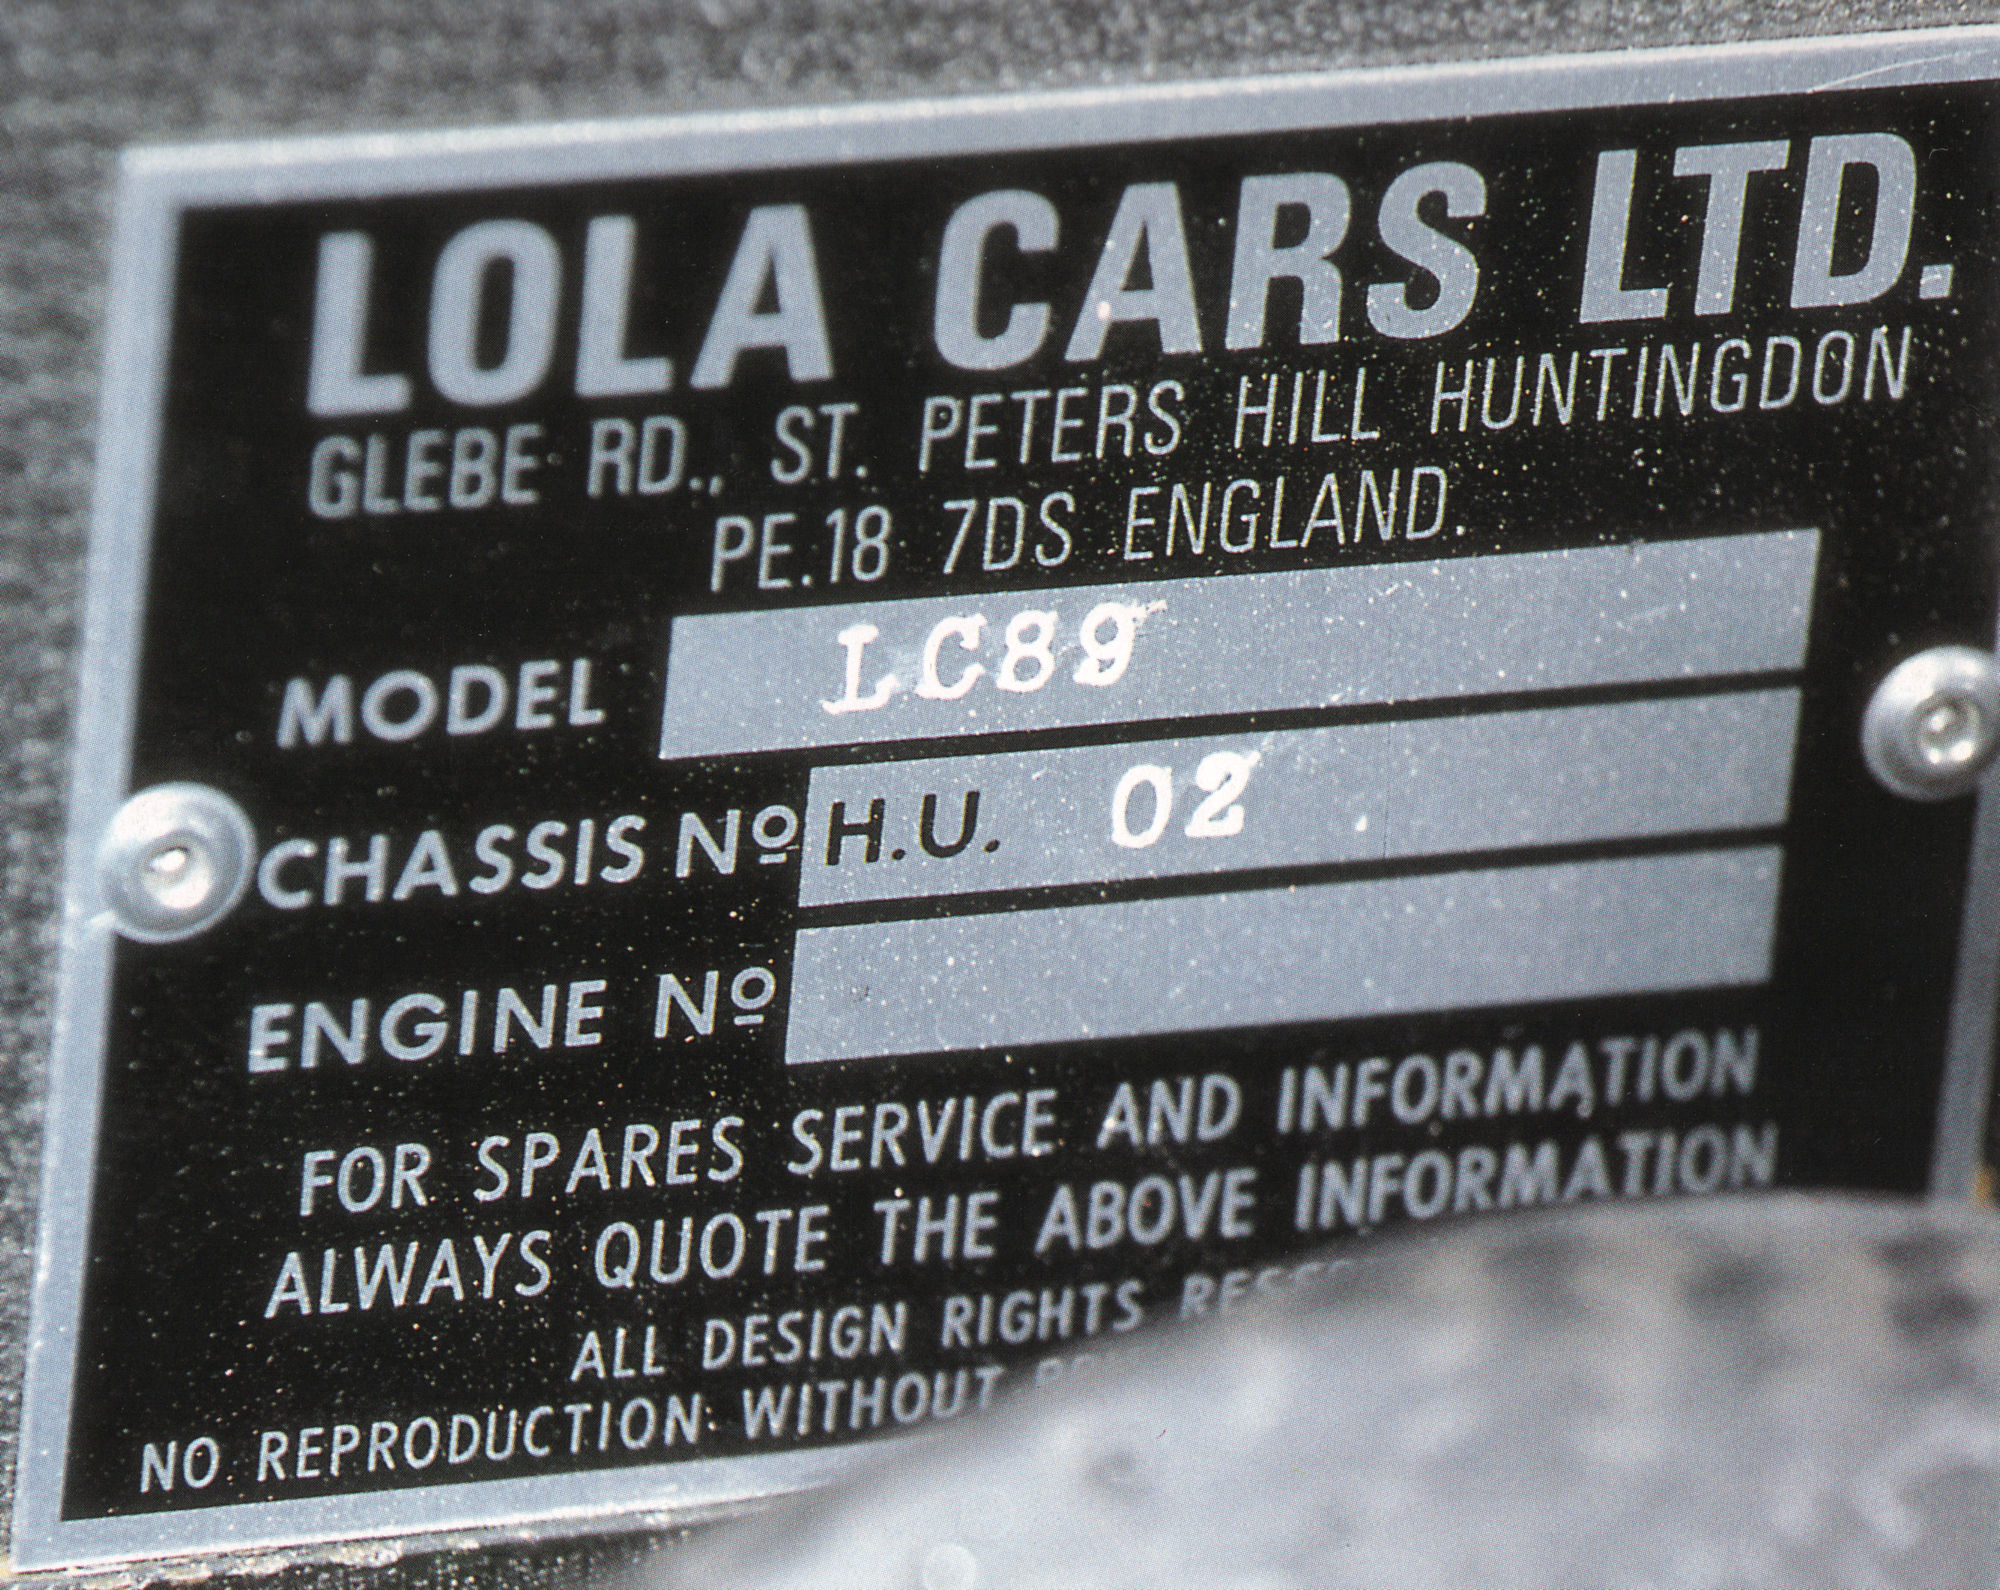 LOLA CARS LTD.
GLEBE RD., ST. PETERS HILL HUNTINGDON
PE.18 7DS ENGLAND.
MODEL LC89
CHASSIS Nº H.U. 02
ENGINE Nº
FOR SPARES SERVICE AND INFORMATION
ALWAYS QUOTE THE ABOVE INFORMATION
ALL DESIGN RIGHTS
NO REPRODUCTION WITHOUT